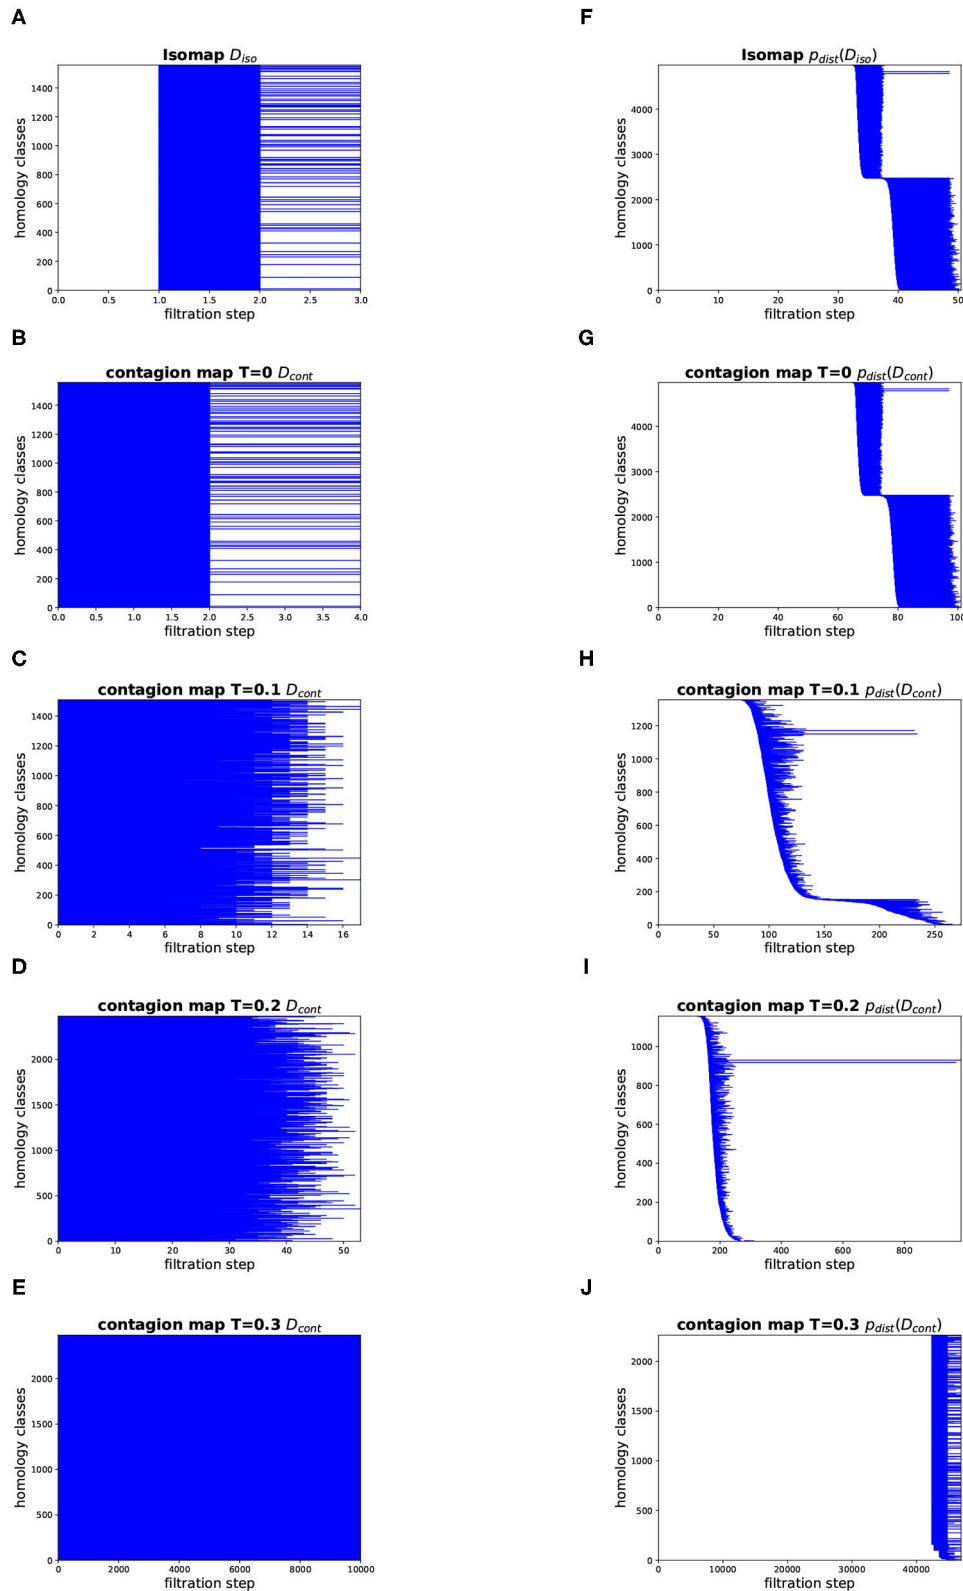 A
Isomap D_iso
homology classes
1400
1200
1000
800
600
400
200
0
0.0 0.5 1.0 1.5 2.0 2.5 3.0
filtration step
F
Isomap p_dist(D_iso)
homology classes
4000
3000
2000
1000
0
0 10 20 30 40 50
filtration step
B
contagion map T=0 D_cont
homology classes
1400
1200
1000
800
600
400
200
0
0.0 0.5 1.0 1.5 2.0 2.5 3.0 3.5 4.0
filtration step
G
contagion map T=0 p_dist(D_cont)
homology classes
4000
3000
2000
1000
0
0 20 40 60 80 100
filtration step
C
contagion map T=0.1 D_cont
homology classes
1400
1200
1000
800
600
400
200
0
0 2 4 6 8 10 12 14 16
filtration step
H
contagion map T=0.1 p_dist(D_cont)
homology classes
1200
1000
800
600
400
200
0
0 50 100 150 200 250
filtration step
D
contagion map T=0.2 D_cont
homology classes
2000
1500
1000
500
0
0 10 20 30 40 50
filtration step
I
contagion map T=0.2 p_dist(D_cont)
homology classes
1000
800
600
400
200
0
0 200 400 600 800
filtration step
E
contagion map T=0.3 D_cont
homology classes
2000
1500
1000
500
0
0 2000 4000 6000 8000 10000
filtration step
J
contagion map T=0.3 p_dist(D_cont)
homology classes
2000
1500
1000
500
0
0 10000 20000 30000 40000
filtration step